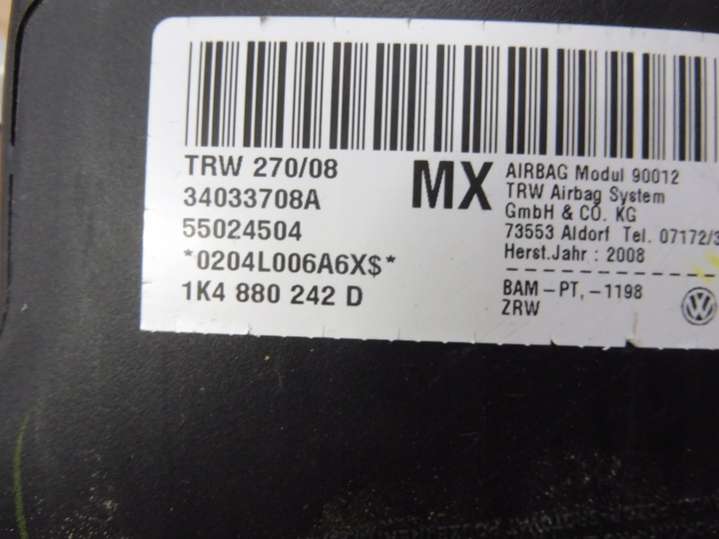 TRW 270/08
34033708A
55024504
*0204L006A6X$*
1K4 880 242 D
MX
AIRBAG Modul 90012
TRW Airbag System
GmbH & CO. KG
73553 Aldorf Tel. 07172/3
Herst.Jahr : 2008
BAM-PT,-1198
ZRW